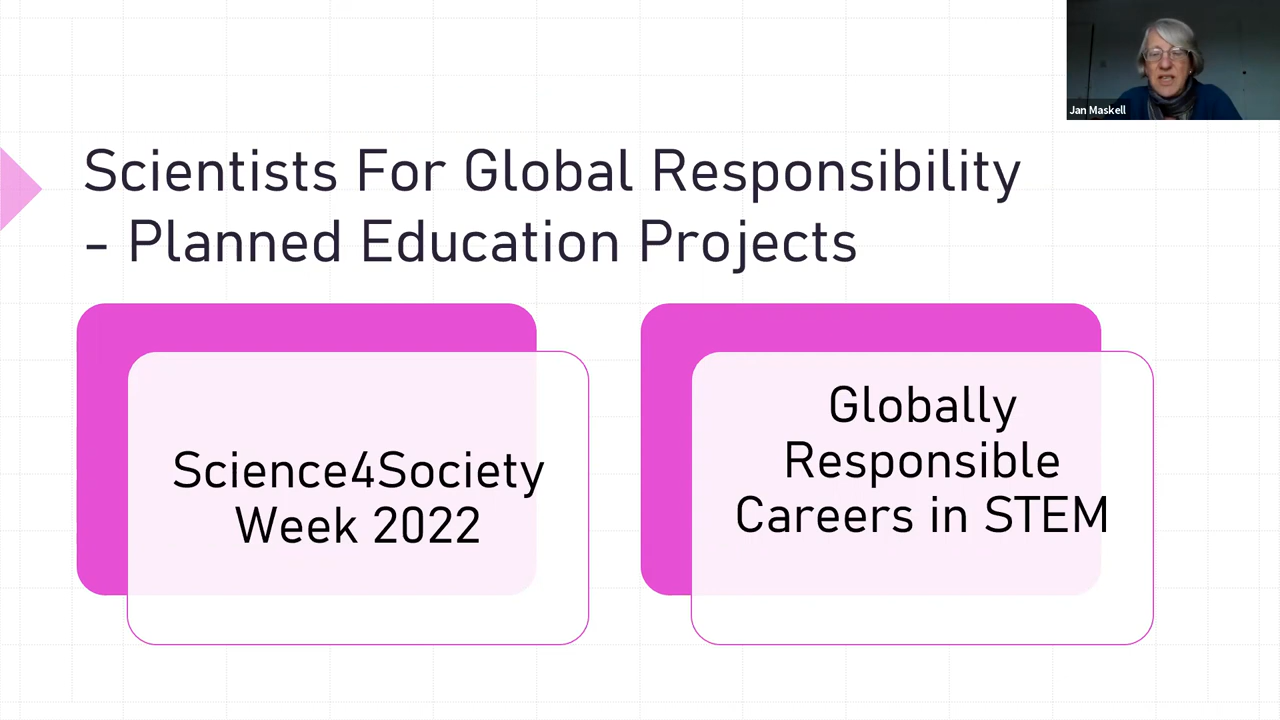 Jan Maskell
Scientists For Global Responsibility
– Planned Education Projects
Science4Society
Week 2022
Globally
Responsible
Careers in STEM